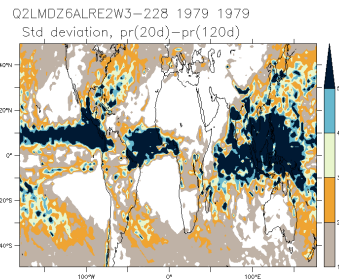 Q2LMDZ6ALRE2W3-228 1979 1979
Std deviation, pr(20d)-pr(120d)
40°N
20°N
0°
20°S
40°S
100°W 0° 100°E
5
4
3
2
1